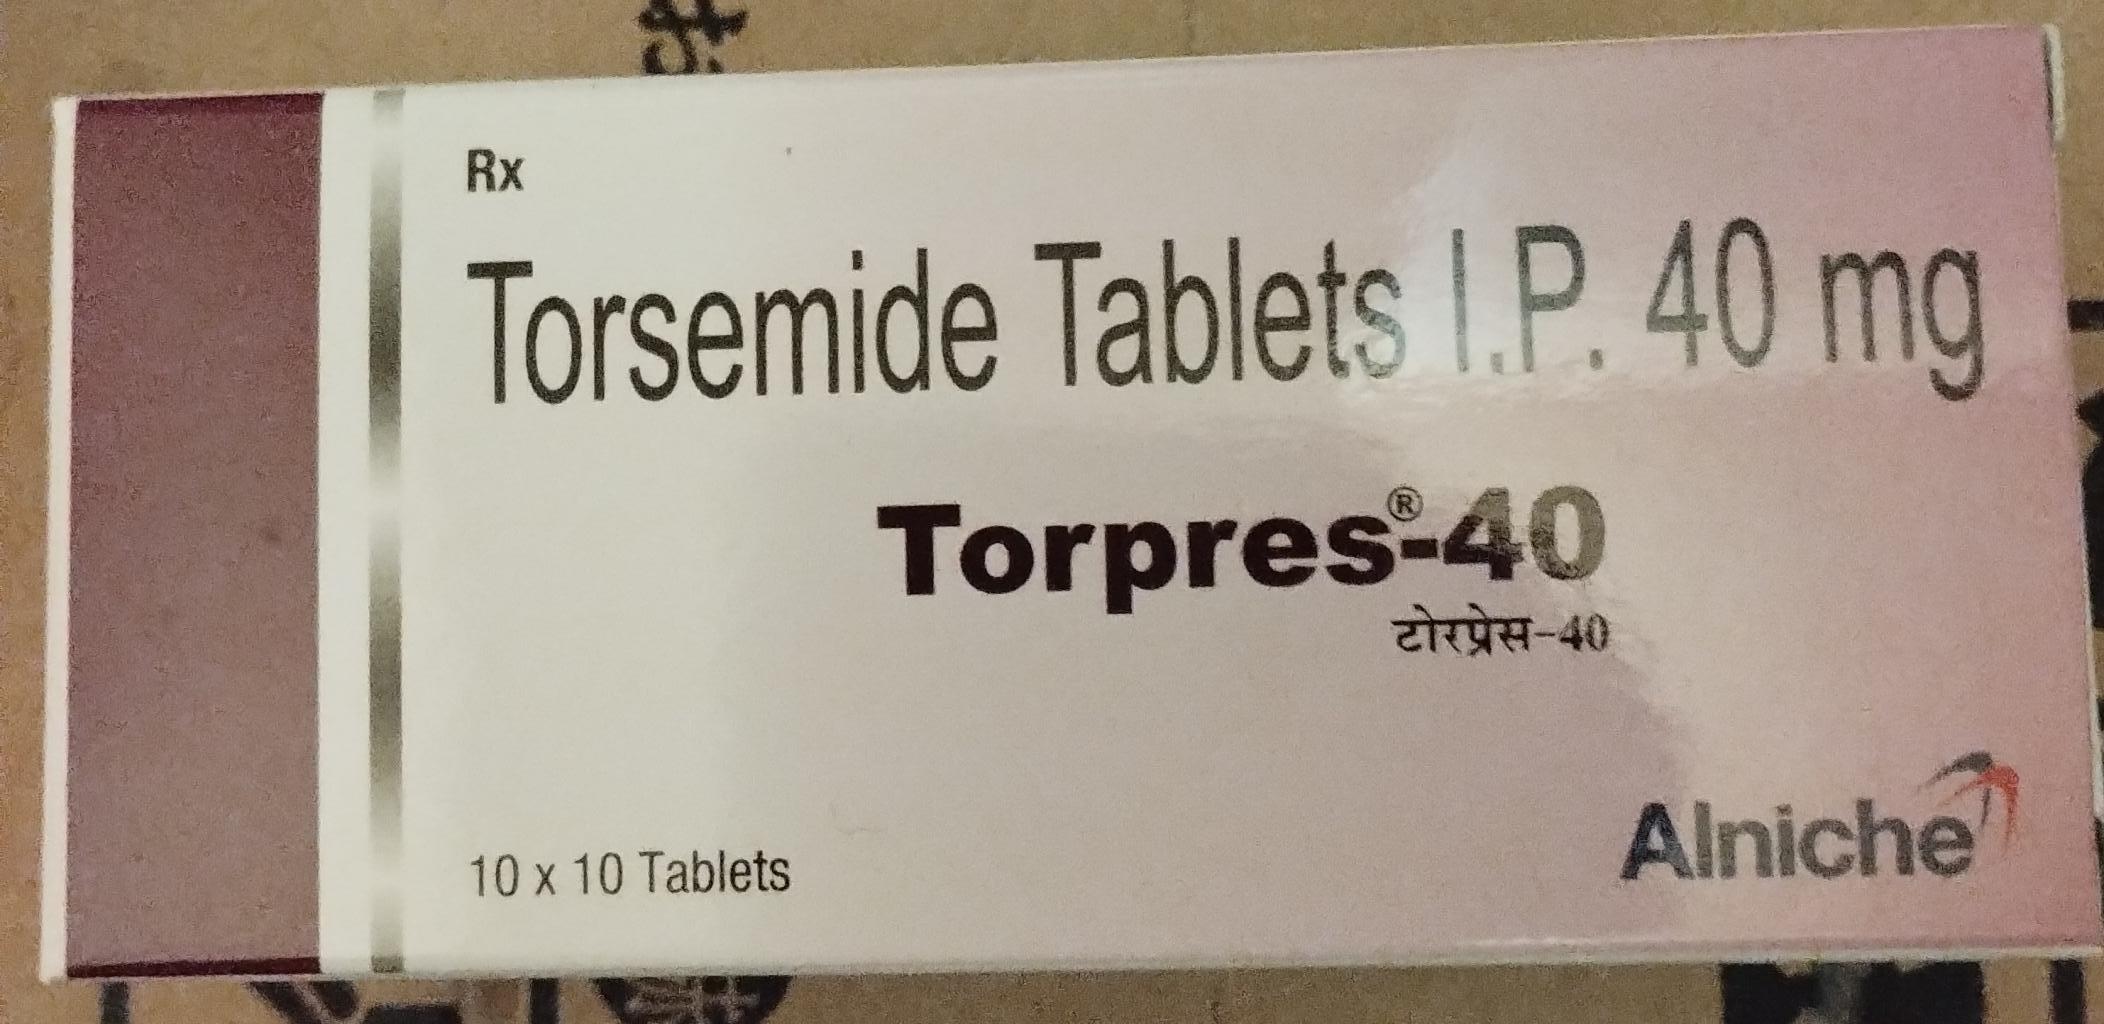 Rx
Torsemide Tablets I.P. 40 mg
Torpres®-40
टोरप्रेस-40
10 x 10 Tablets
Alniche